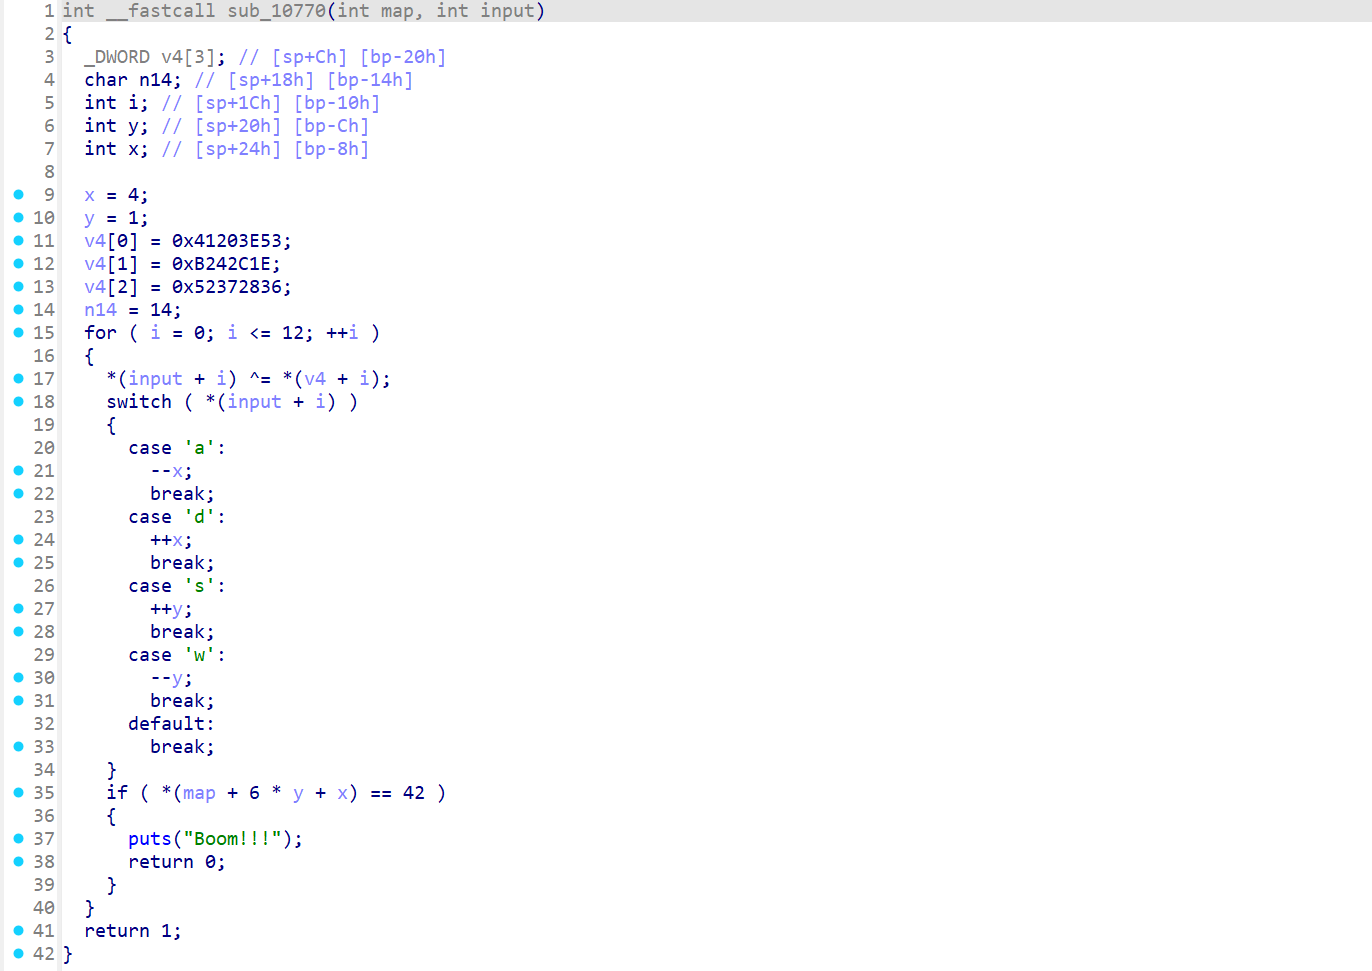 1 int __fastcall sub_10770(int map, int input)
2 {
3   _DWORD v4[3]; // [sp+Ch] [bp-20h]
4   char n14; // [sp+18h] [bp-14h]
5   int i; // [sp+1Ch] [bp-10h]
6   int y; // [sp+20h] [bp-Ch]
7   int x; // [sp+24h] [bp-8h]
8
9   x = 4;
10   y = 1;
11   v4[0] = 0x41203E53;
12   v4[1] = 0xB242C1E;
13   v4[2] = 0x52372836;
14   n14 = 14;
15   for ( i = 0; i <= 12; ++i )
16   {
17     *(input + i) ^= *(v4 + i);
18     switch ( *(input + i) )
19     {
20       case 'a':
21         --x;
22         break;
23       case 'd':
24         ++x;
25         break;
26       case 's':
27         ++y;
28         break;
29       case 'w':
30         --y;
31         break;
32       default:
33         break;
34     }
35     if ( *(map + 6 * y + x) == 42 )
36     {
37       puts("Boom!!!");
38       return 0;
39     }
40   }
41   return 1;
42 }